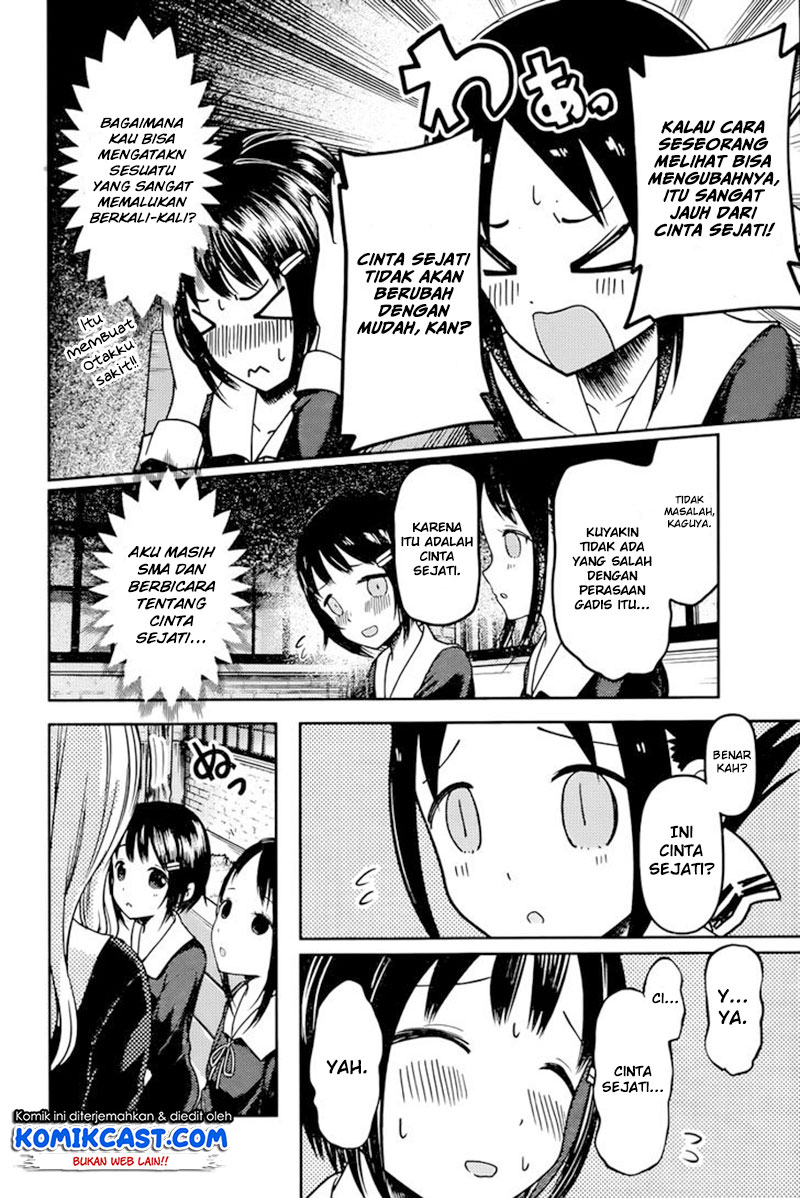 わあっ
KALAU CARA
SESEORANG
MELIHAT BISA
MENGUBAHNYA,
ITU SANGAT
JAUH DARI
CINTA SEJATI!
CINTA SEJATI
TIDAK AKAN
BERUBAH
DENGAN
MUDAH, KAN?
BAGAIMANA
KAU BISA
MENGATAKN
SESUATU
YANG SANGAT
MEMALUKAN
BERKALI-KALI?
Itu
membuat
otakku
sakit!!
TIDAK
MASALAH,
KAGUYA.
KUYAKIN
TIDAK ADA
YANG SALAH
DENGAN
PERASAAN
GADIS ITU...
KARENA
ITU ADALAH
CINTA
SEJATI.
AKU MASIH
SMA DAN
BERBICARA
TENTANG
CINTA
SEJATI...
BENAR
KAH?
INI
CINTA
SEJATI?
Y...
YA.
CI...
CINTA
SEJATI...
YAH.
ぬっ
Komik ini diterjemahkan & diedit oleh
KOMIKCAST.COM
BUKAN WEB LAIN!!